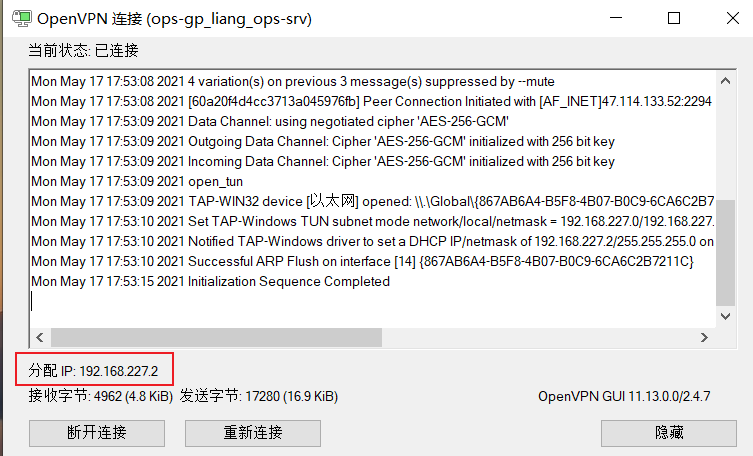 OpenVPN 连接 (ops-gp_liang_ops-srv)
当前状态: 已连接
Mon May 17 17:53:08 2021 4 variation(s) on previous 3 message(s) suppressed by --mute
Mon May 17 17:53:08 2021 [60a20f4d4cc3713a045976fb] Peer Connection Initiated with [AF_INET]47.114.133.52:2294
Mon May 17 17:53:09 2021 Data Channel: using negotiated cipher 'AES-256-GCM'
Mon May 17 17:53:09 2021 Outgoing Data Channel: Cipher 'AES-256-GCM' initialized with 256 bit key
Mon May 17 17:53:09 2021 Incoming Data Channel: Cipher 'AES-256-GCM' initialized with 256 bit key
Mon May 17 17:53:09 2021 open_tun
Mon May 17 17:53:09 2021 TAP-WIN32 device [以太网] opened: \\.\Global\{867AB6A4-B5F8-4B07-B0C9-6CA6C2B7
Mon May 17 17:53:10 2021 Set TAP-Windows TUN subnet mode network/local/netmask = 192.168.227.0/192.168.227.
Mon May 17 17:53:10 2021 Notified TAP-Windows driver to set a DHCP IP/netmask of 192.168.227.2/255.255.255.0 on
Mon May 17 17:53:10 2021 Successful ARP Flush on interface [14] {867AB6A4-B5F8-4B07-B0C9-6CA6C2B7211C}
Mon May 17 17:53:15 2021 Initialization Sequence Completed
分配 IP: 192.168.227.2
接收字节: 4962 (4.8 KiB) 发送字节: 17280 (16.9 KiB) OpenVPN GUI 11.13.0.0/2.4.7
断开连接 重新连接 隐藏